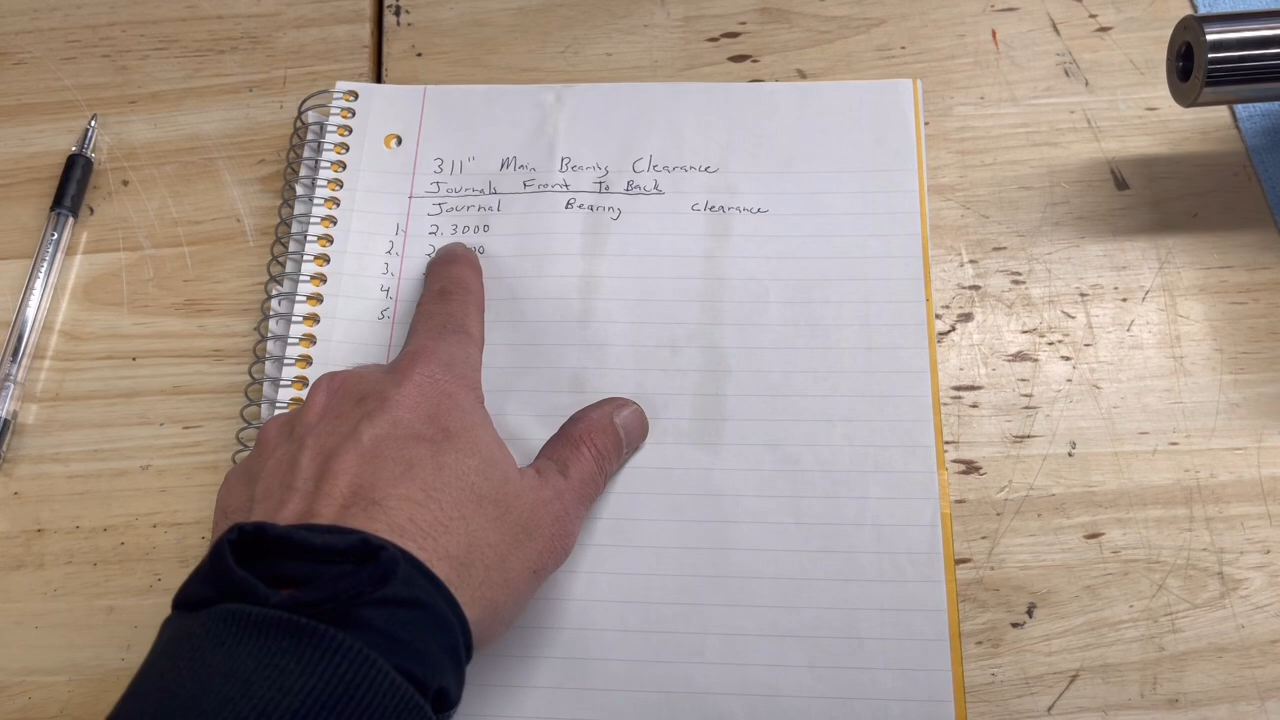 311" Main Bearing Clearance
Journals Front To Back
Journal Bearing Clearance
1. 2.3000
2.
3.
4.
5.